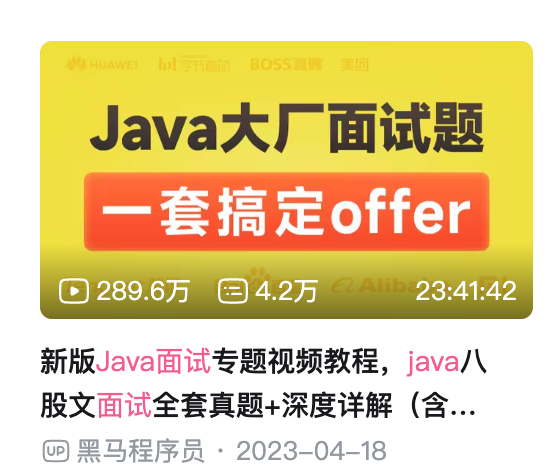 HUAWEI 字节跳动 BOSS直聘 美团
Java大厂面试题
一套搞定offer
289.6万 4.2万 23:41:42
新版Java面试专题视频教程，java八
股文面试全套真题+深度详解（含...
UP 黑马程序员 · 2023-04-18